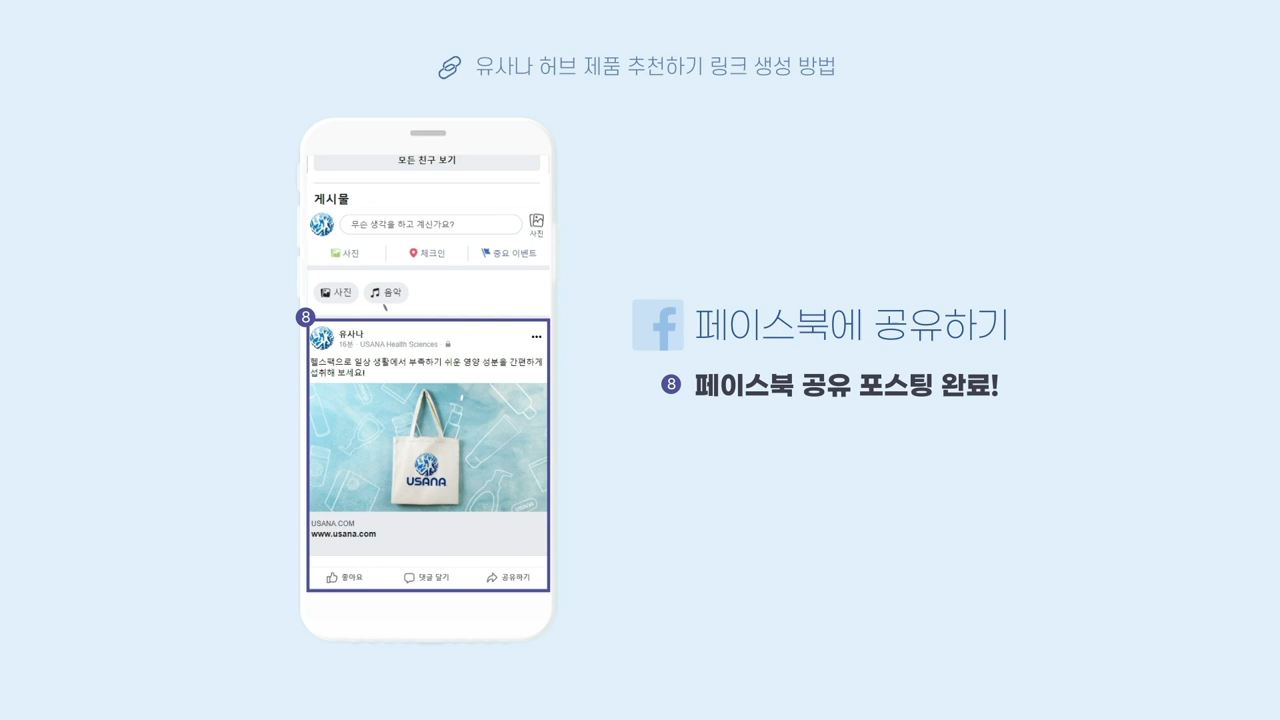 유사나 허브 제품 추천하기 링크 생성 방법
모든 친구 보기
게시물
무슨 생각을 하고 계신가요?
사진
사진
체크인
중요 이벤트
사진
음악
8
유사나
16분 · USANA Health Sciences ·
헬스팩으로 일상 생활에서 부족하기 쉬운 영양 성분을 간편하게
섭취해 보세요!
USANA
USANA.COM
www.usana.com
좋아요
댓글 달기
공유하기
페이스북에 공유하기
8 페이스북 공유 포스팅 완료!